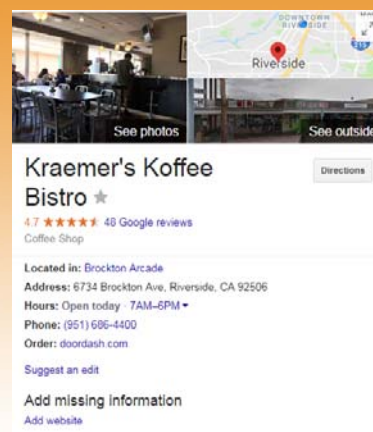 DOWNTOWN
RIVERSIDE
Riverside
See photos
See outside
Kraemer's Koffee
Bistro
Directions
4.7 48 Google reviews
Coffee Shop
Located in: Brockton Arcade
Address: 6734 Brockton Ave, Riverside, CA 92506
Hours: Open today · 7AM–6PM
Phone: (951) 686-4400
Order: doordash.com
Suggest an edit
Add missing information
Add website